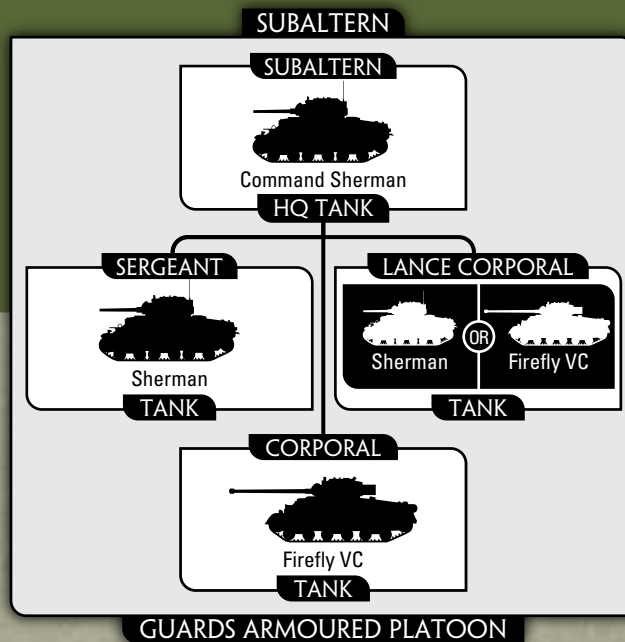 SUBALTERN
SUBALTERN
Command Sherman
HQ TANK
SERGEANT
Sherman
TANK
LANCE CORPORAL
Sherman
OR
Firefly VC
TANK
CORPORAL
Firefly VC
TANK
GUARDS ARMOURED PLATOON